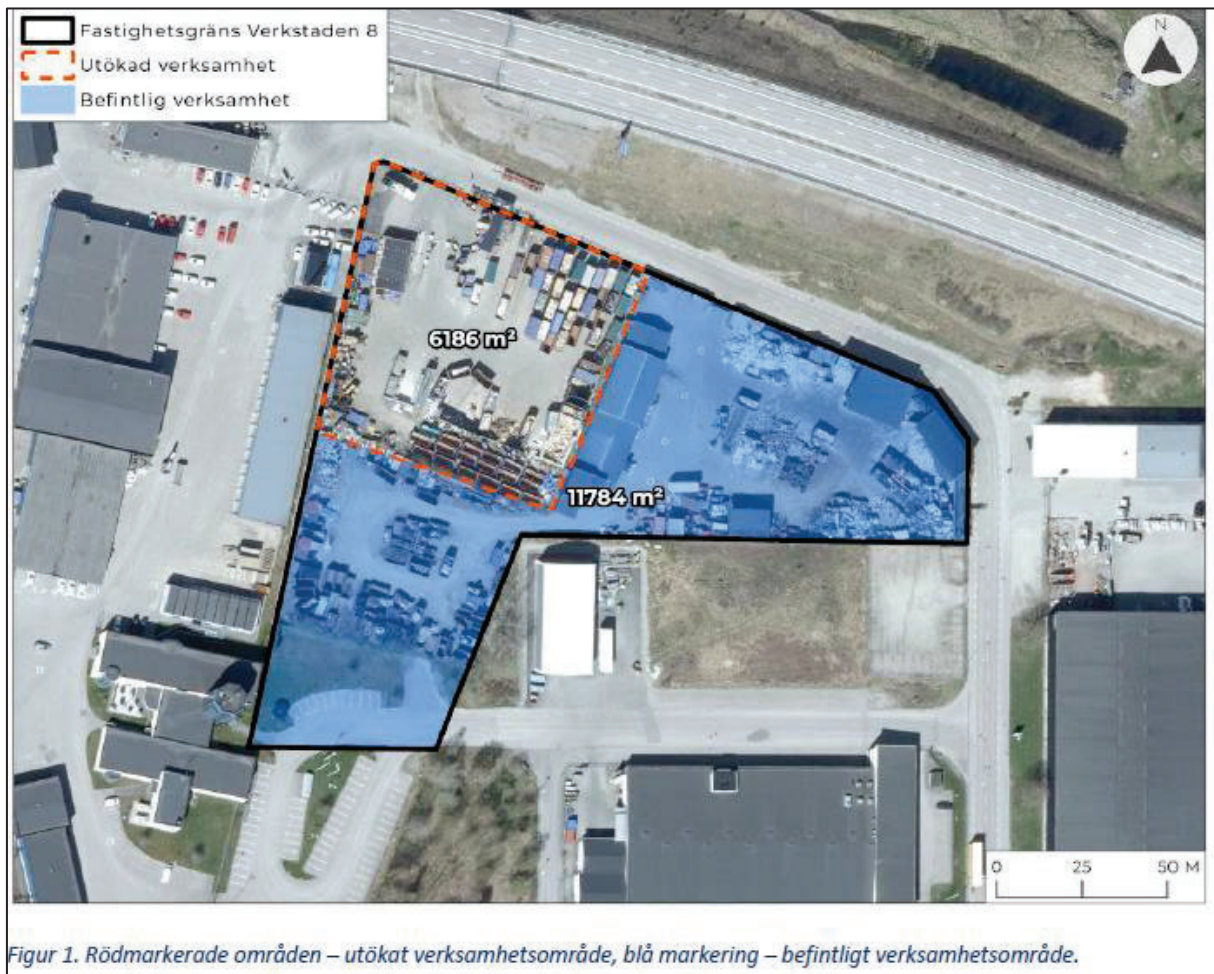 Fastighetsgräns Verkstaden 8
Utökad verksamhet
Befintlig verksamhet
N
6186 m²
11784 m²
0 25 50 M
Figur 1. Rödmarkerade områden – utökat verksamhetsområde, blå markering – befintligt verksamhetsområde.